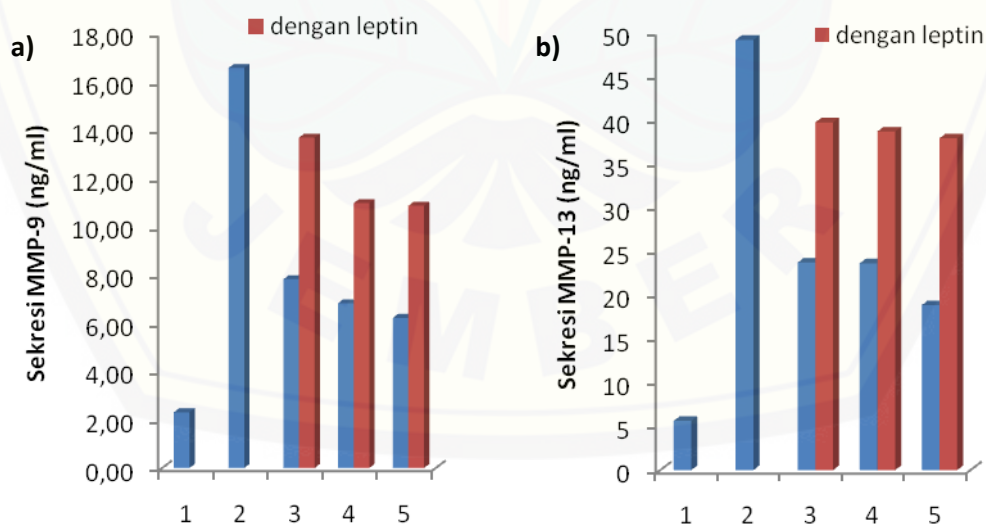 a)
dengan leptin
Sekresi MMP-9 (ng/ml)
18,00
16,00
14,00
12,00
10,00
8,00
6,00
4,00
2,00
0,00
1 2 3 4 5
b)
dengan leptin
Sekresi MMP-13 (ng/ml)
50
45
40
35
30
25
20
15
10
5
0
1 2 3 4 5
JEMBER